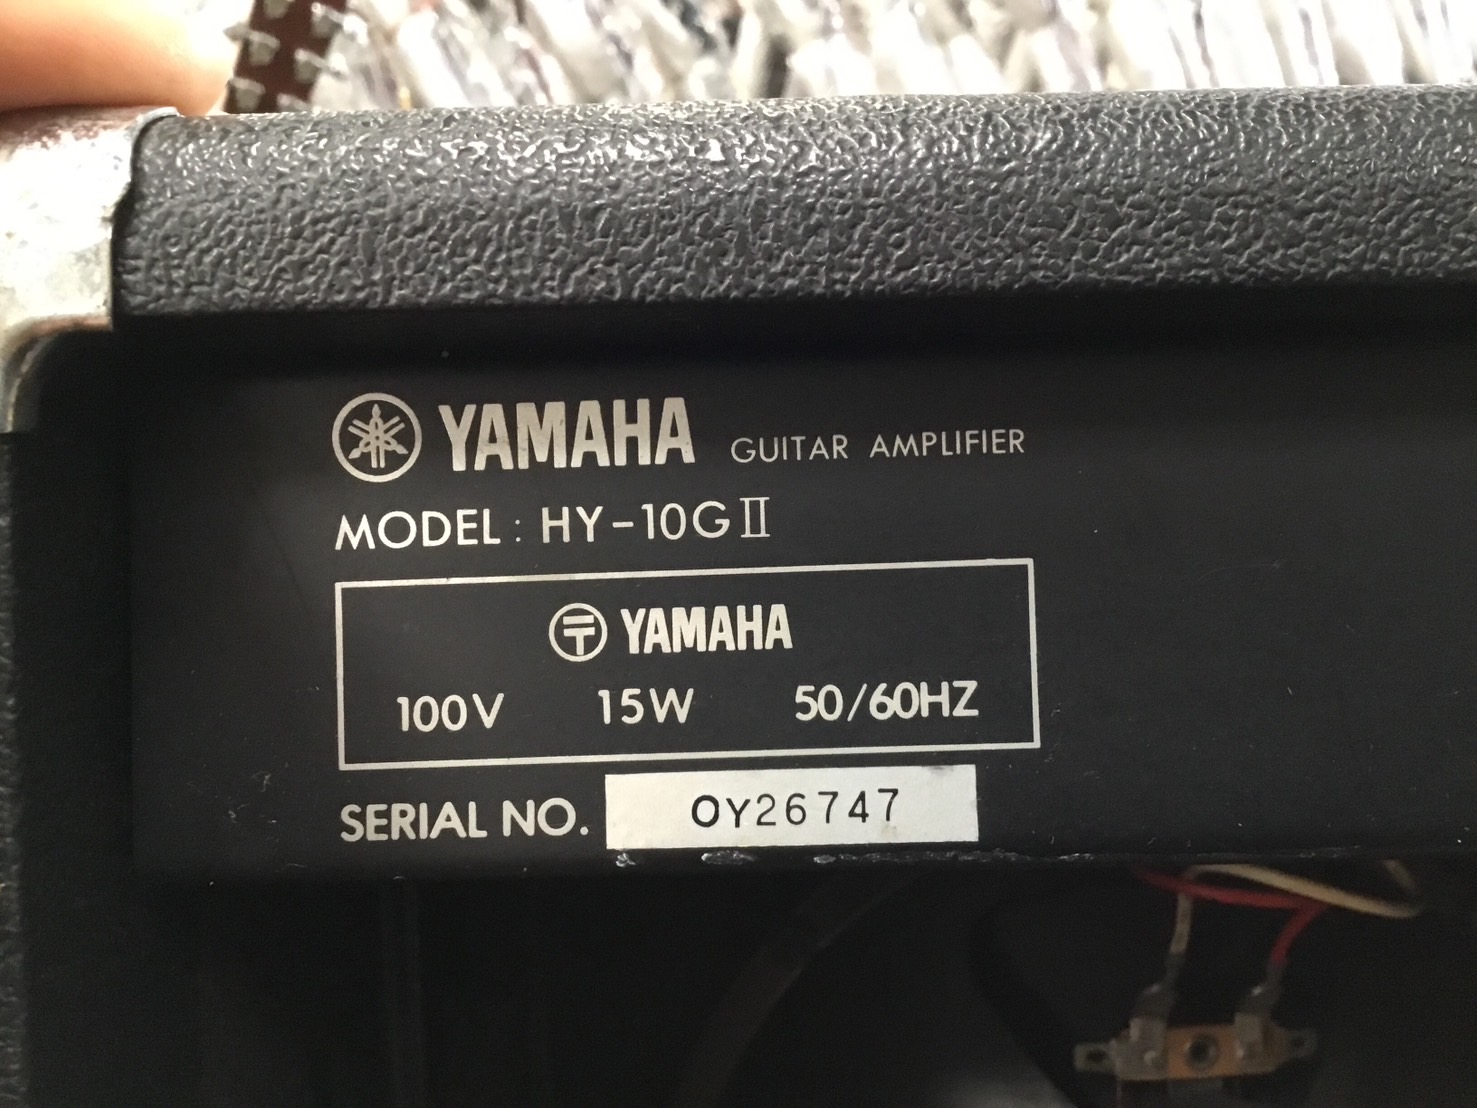 YAMAHA GUITAR AMPLIFIER
MODEL : HY-10GⅡ
YAMAHA
100V 15W 50/60HZ
SERIAL NO. OY26747